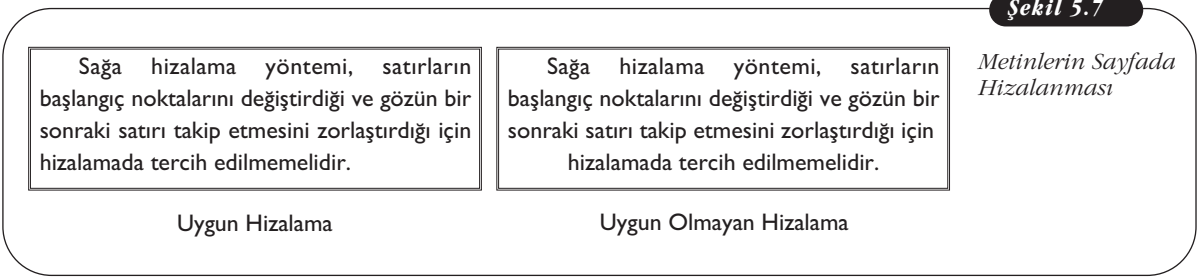 Şekil 5.7
Metinlerin Sayfada
Hizalanması
Sağa hizalama yöntemi, satırların
başlangıç noktalarını değiştirdiği ve gözün bir
sonraki satırı takip etmesini zorlaştırdığı için
hizalamada tercih edilmemelidir.
Uygun Hizalama
Sağa hizalama yöntemi, satırların
başlangıç noktalarını değiştirdiği ve gözün bir
sonraki satırı takip etmesini zorlaştırdığı için
hizalamada tercih edilmemelidir.
Uygun Olmayan Hizalama